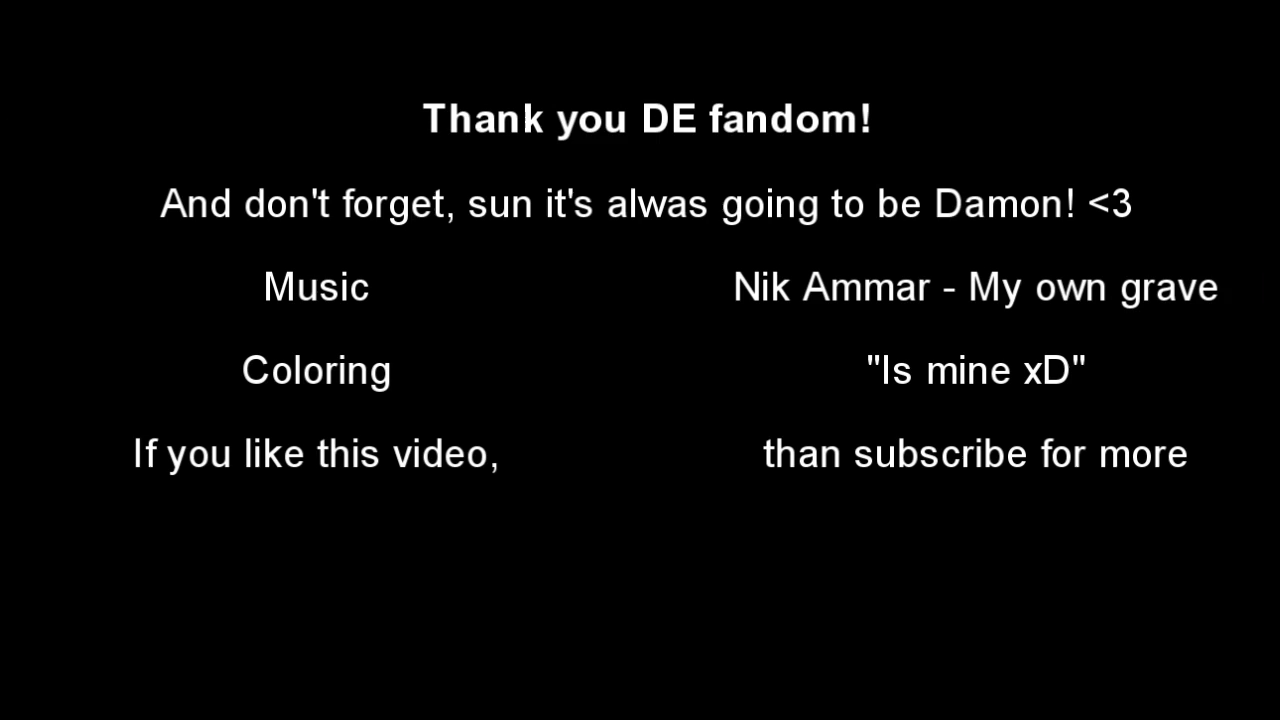 Thank you DE fandom!
And don't forget, sun it's alwas going to be Damon! <3
Music Nik Ammar - My own grave
Coloring "Is mine xD"
If you like this video, than subscribe for more